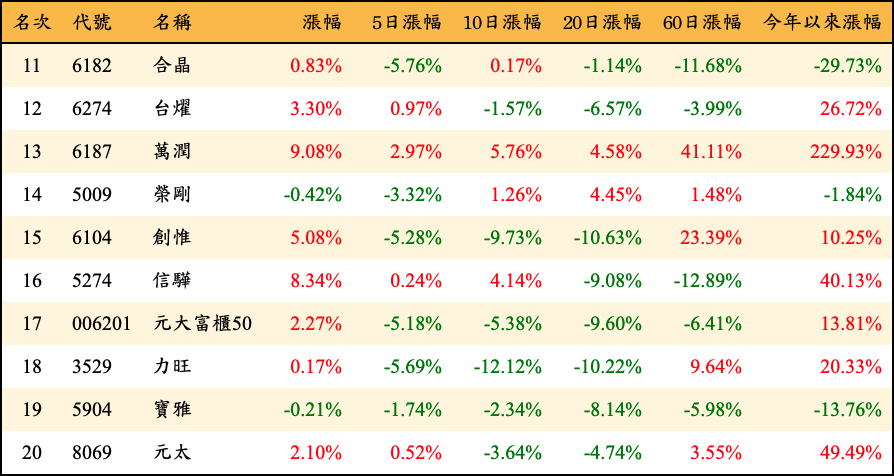 名次 代號 名稱 漲幅 5日漲幅 10日漲幅 20日漲幅 60日漲幅 今年以來漲幅
11 6182 合晶 0.83% -5.76% 0.17% -1.14% -11.68% -29.73%
12 6274 台燿 3.30% 0.97% -1.57% -6.57% -3.99% 26.72%
13 6187 萬潤 9.08% 2.97% 5.76% 4.58% 41.11% 229.93%
14 5009 榮剛 -0.42% -3.32% 1.26% 4.45% 1.48% -1.84%
15 6104 創惟 5.08% -5.28% -9.73% -10.63% 23.39% 10.25%
16 5274 信驊 8.34% 0.24% 4.14% -9.08% -12.89% 40.13%
17 006201 元大富櫃50 2.27% -5.18% -5.38% -9.60% -6.41% 13.81%
18 3529 力旺 0.17% -5.69% -12.12% -10.22% 9.64% 20.33%
19 5904 寶雅 -0.21% -1.74% -2.34% -8.14% -5.98% -13.76%
20 8069 元太 2.10% 0.52% -3.64% -4.74% 3.55% 49.49%